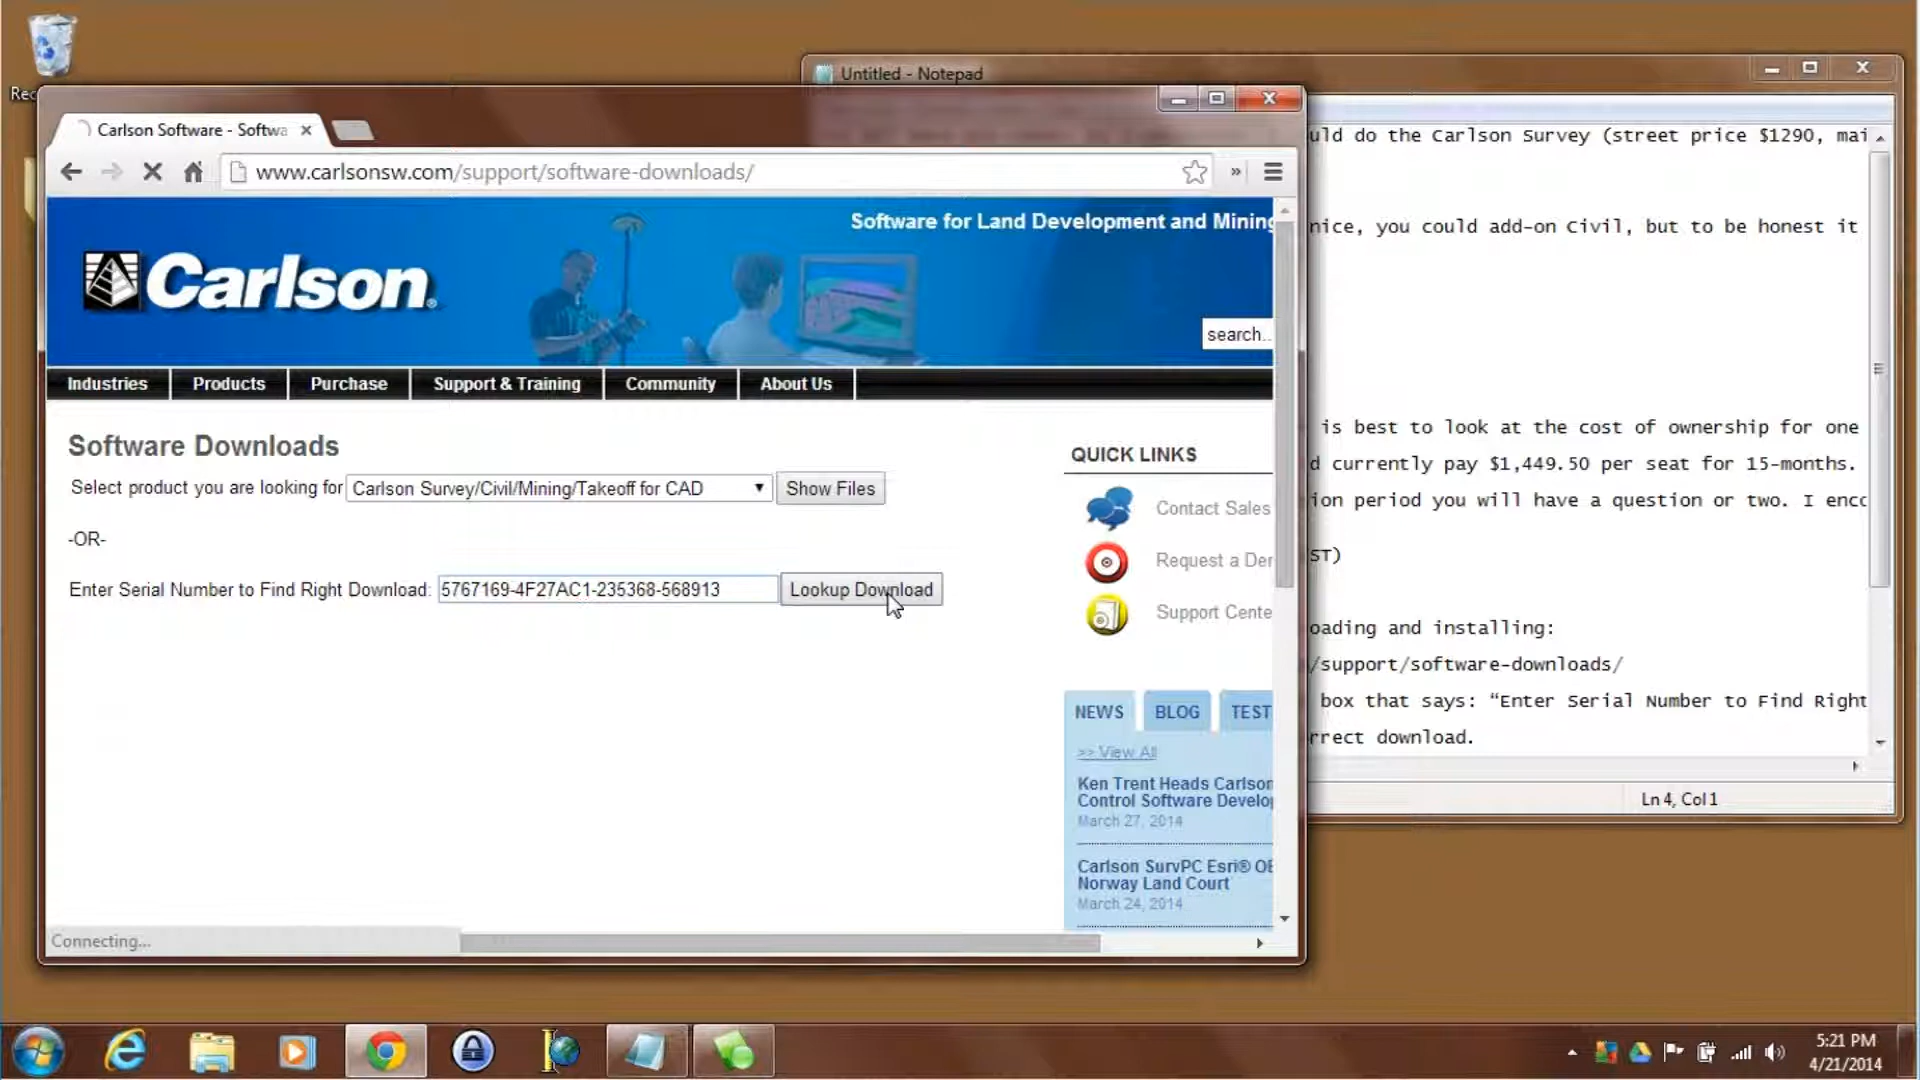 Rec
Untitled - Notepad
Carlson Software - Softwa
www.carlsonsw.com/support/software-downloads/
Software for Land Development and Mining
Carlson
search..
Industries
Products
Purchase
Support & Training
Community
About Us
Software Downloads
Select product you are looking for
Carlson Survey/Civil/Mining/Takeoff for CAD
Show Files
-OR-
Enter Serial Number to Find Right Download:
5767169-4F27AC1-235368-568913
Lookup Download
QUICK LINKS
Contact Sales
Request a De
Support Cente
NEWS
BLOG
TEST
>> View All
Ken Trent Heads Carlson
Control Software Develo
March 27, 2014
Carlson SurvPC Esri® OE
Norway Land Court
March 24, 2014
Connecting...
uld do the Carlson Survey (street price $1290, mai
nice, you could add-on Civil, but to be honest it
is best to look at the cost of ownership for one
d currently pay $1,449.50 per seat for 15-months.
ion period you will have a question or two. I enco
ST)
oading and installing:
/support/software-downloads/
box that says: “Enter Serial Number to Find Right
rrect download.
Ln 4, Col 1
5:21 PM
4/21/2014